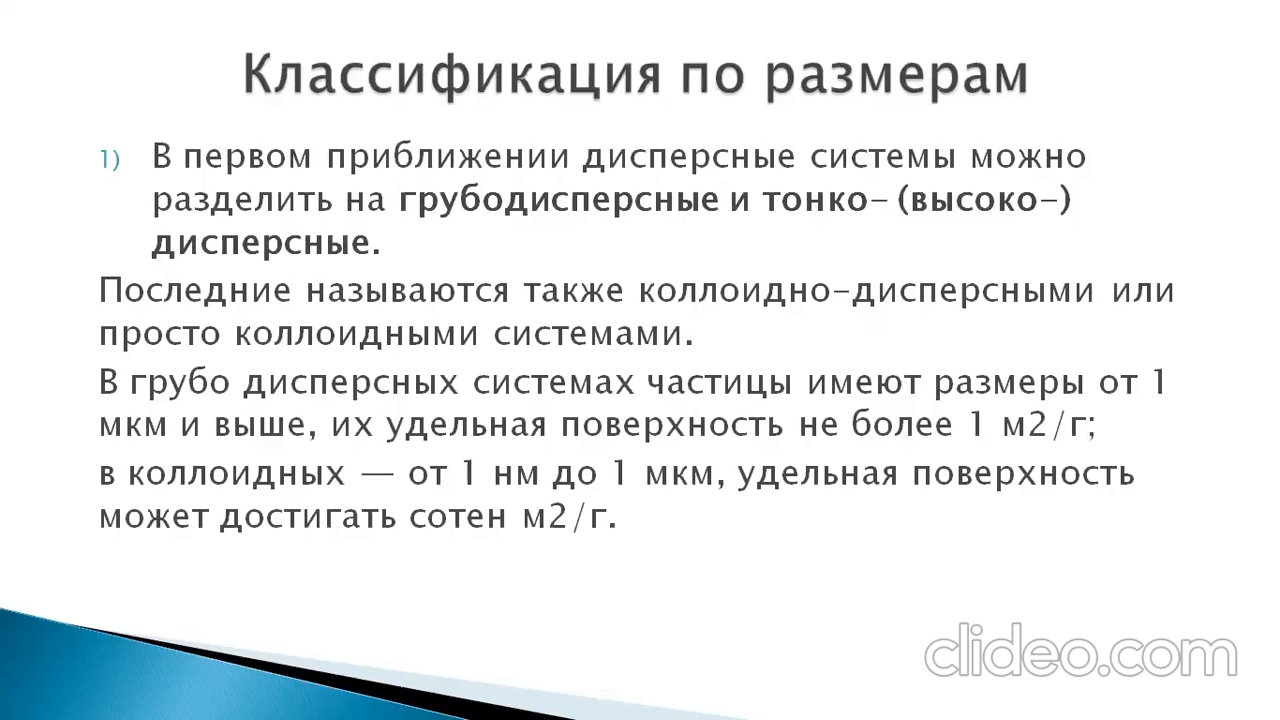 Классификация по размерам
1) В первом приближении дисперсные системы можно
разделить на грубодисперсные и тонко- (высоко-)
дисперсные.
Последние называются также коллоидно-дисперсными или
просто коллоидными системами.
В грубо дисперсных системах частицы имеют размеры от 1
мкм и выше, их удельная поверхность не более 1 м2/г;
в коллоидных — от 1 нм до 1 мкм, удельная поверхность
может достигать сотен м2/г.
clideo.com